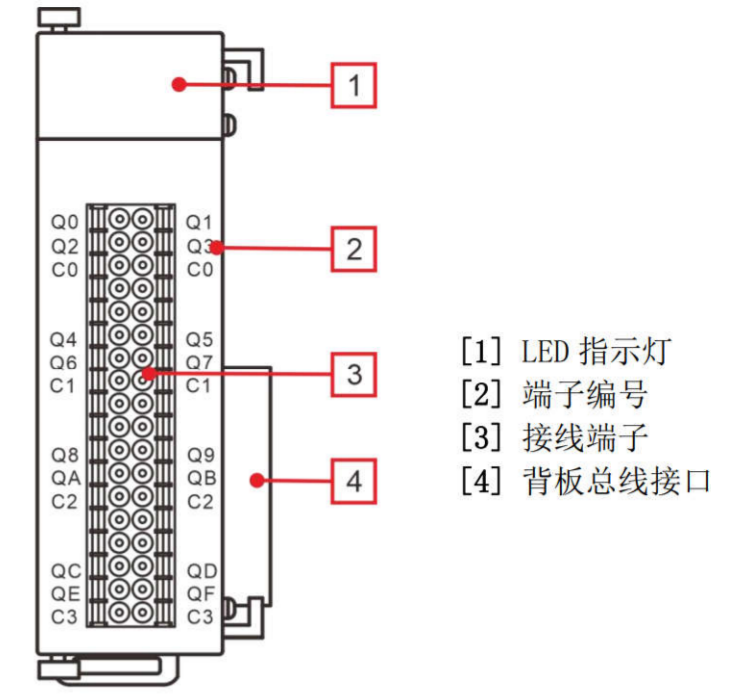 1
Q0 Q1
Q2 Q3 2
C0 C0
Q4 Q5
Q6 Q7 3
C1 C1
Q8 Q9
QA QB 4
C2 C2
QC QD
QE QF
C3 C3
[1] LED 指示灯
[2] 端子编号
[3] 接线端子
[4] 背板总线接口